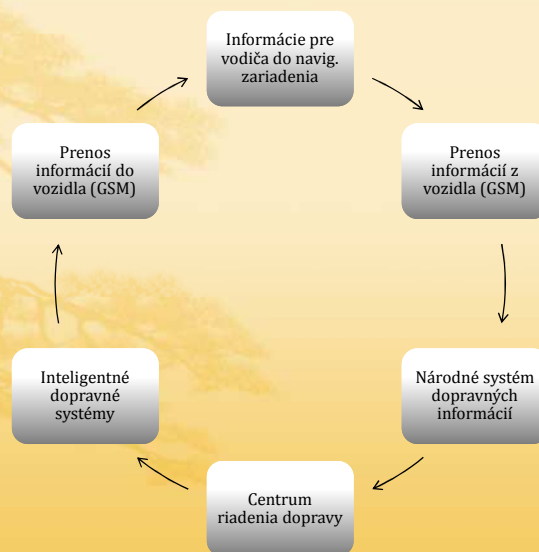 Informácie pre
vodiča do navig.
zariadenia
Prenos
informácií z
vozidla (GSM)
Národné systém
dopravných
informácií
Centrum
riadenia dopravy
Inteligentné
dopravné
systémy
Prenos
informácií do
vozidla (GSM)